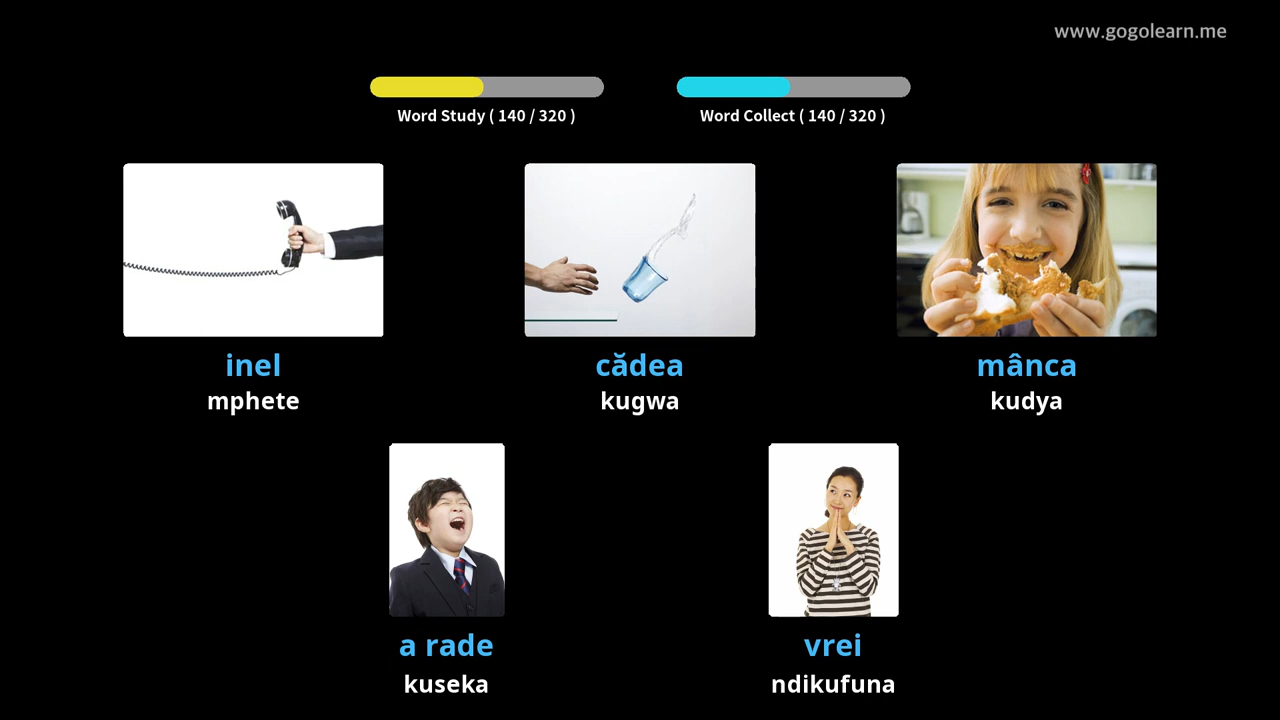 www.gogolearn.me
Word Study ( 140 / 320 )
Word Collect ( 140 / 320 )
inel
mphete
cădea
kugwa
mânca
kudya
a rade
kuseka
vrei
ndikufuna